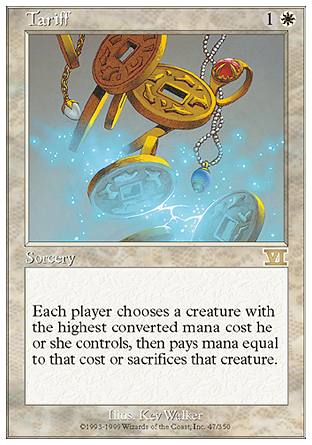 Tariff 1
Sorcery VI
Each player chooses a creature with
the highest converted mana cost he
or she controls, then pays mana equal
to that cost or sacrifices that creature.
Illus. Kev Walker
©1993-1999 Wizards of the Coast, Inc. 47/350